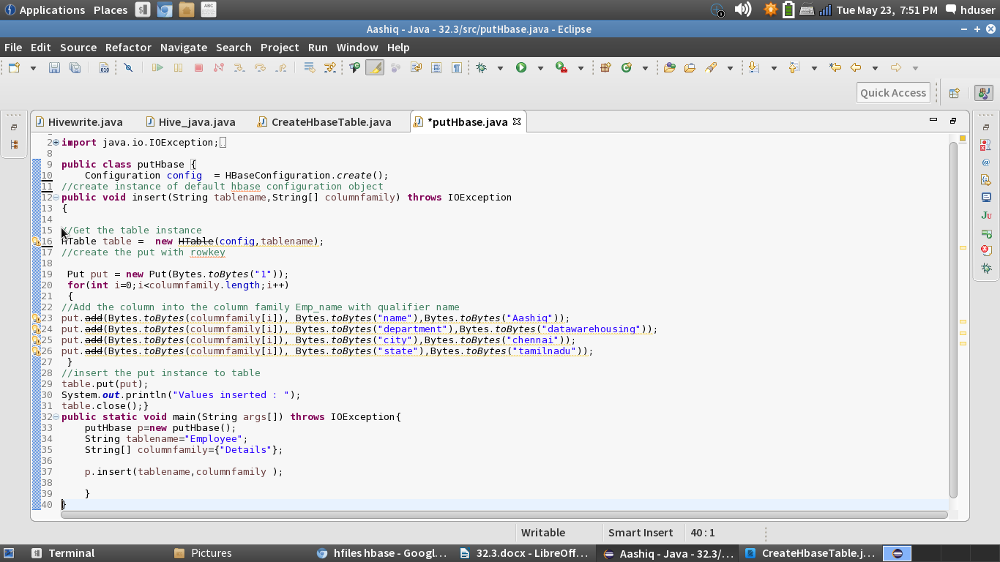 Applications Places Tue May 23, 7:51 PM hduser
Aashiq - Java - 32.3/src/putHbase.java - Eclipse
File Edit Source Refactor Navigate Search Project Run Window Help
Quick Access
Hivewrite.java Hive_java.java CreateHbaseTable.java *putHbase.java
2 import java.io.IOException;
8
9 public class putHbase {
10 Configuration config  = HBaseConfiguration.create();
11 //create instance of default hbase configuration object
12 public void insert(String tablename,String[] columnfamily) throws IOException
13 {
14
15 //Get the table instance
16 HTable table =  new HTable(config,tablename);
17 //create the put with rowkey
18
19 Put put = new Put(Bytes.toBytes("1"));
20 for(int i=0;i<columnfamily.length;i++)
21 {
22 //Add the column into the column family Emp_name with qualifier name
23 put.add(Bytes.toBytes(columnfamily[i]), Bytes.toBytes("name"),Bytes.toBytes("Aashiq"));
24 put.add(Bytes.toBytes(columnfamily[i]), Bytes.toBytes("department"),Bytes.toBytes("datawarehousing"));
25 put.add(Bytes.toBytes(columnfamily[i]), Bytes.toBytes("city"),Bytes.toBytes("chennai"));
26 put.add(Bytes.toBytes(columnfamily[i]), Bytes.toBytes("state"),Bytes.toBytes("tamilnadu"));
27 }
28 //insert the put instance to table
29 table.put(put);
30 System.out.println("Values inserted : ");
31 table.close();}
32 public static void main(String args[]) throws IOException{
33 putHbase p=new putHbase();
34 String tablename="Employee";
35 String[] columnfamily={"Details"};
36
37 p.insert(tablename,columnfamily );
38
39 }
40 }
Writable Smart Insert 40 : 1
Terminal Pictures hfiles hbase - Googl... 32.3.docx - LibreOff... Aashiq - Java - 32.3/... CreateHbaseTable.j...